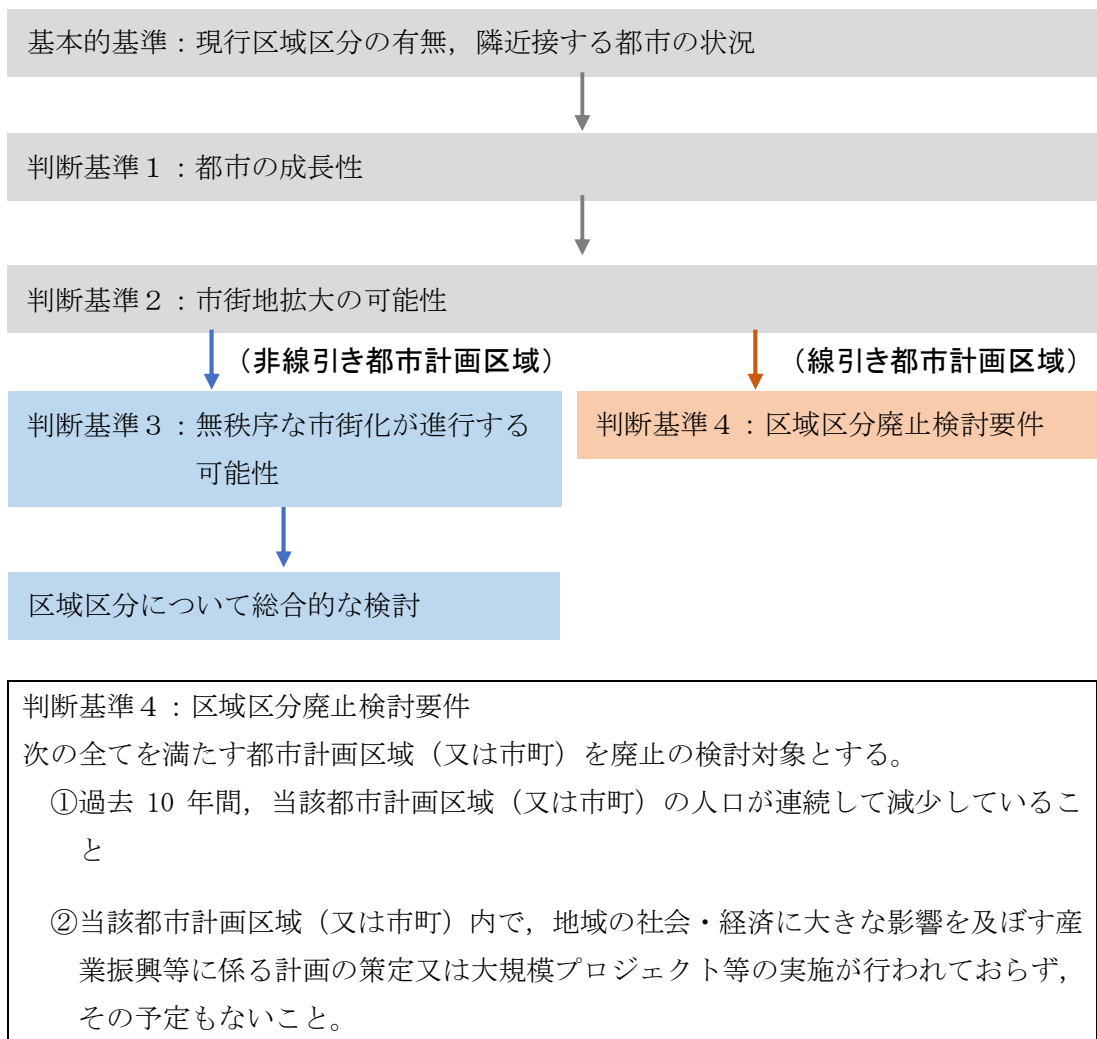 基本的基準：現行区域区分の有無，隣近接する都市の状況
判断基準１：都市の成長性
判断基準２：市街地拡大の可能性
（非線引き都市計画区域）
（線引き都市計画区域）
判断基準３：無秩序な市街化が進行する
可能性
判断基準４：区域区分廃止検討要件
区域区分について総合的な検討
判断基準４：区域区分廃止検討要件
次の全てを満たす都市計画区域（又は市町）を廃止の検討対象とする。
①過去 10 年間，当該都市計画区域（又は市町）の人口が連続して減少しているこ
と
②当該都市計画区域（又は市町）内で，地域の社会・経済に大きな影響を及ぼす産
業振興等に係る計画の策定又は大規模プロジェクト等の実施が行われておらず，
その予定もないこと。